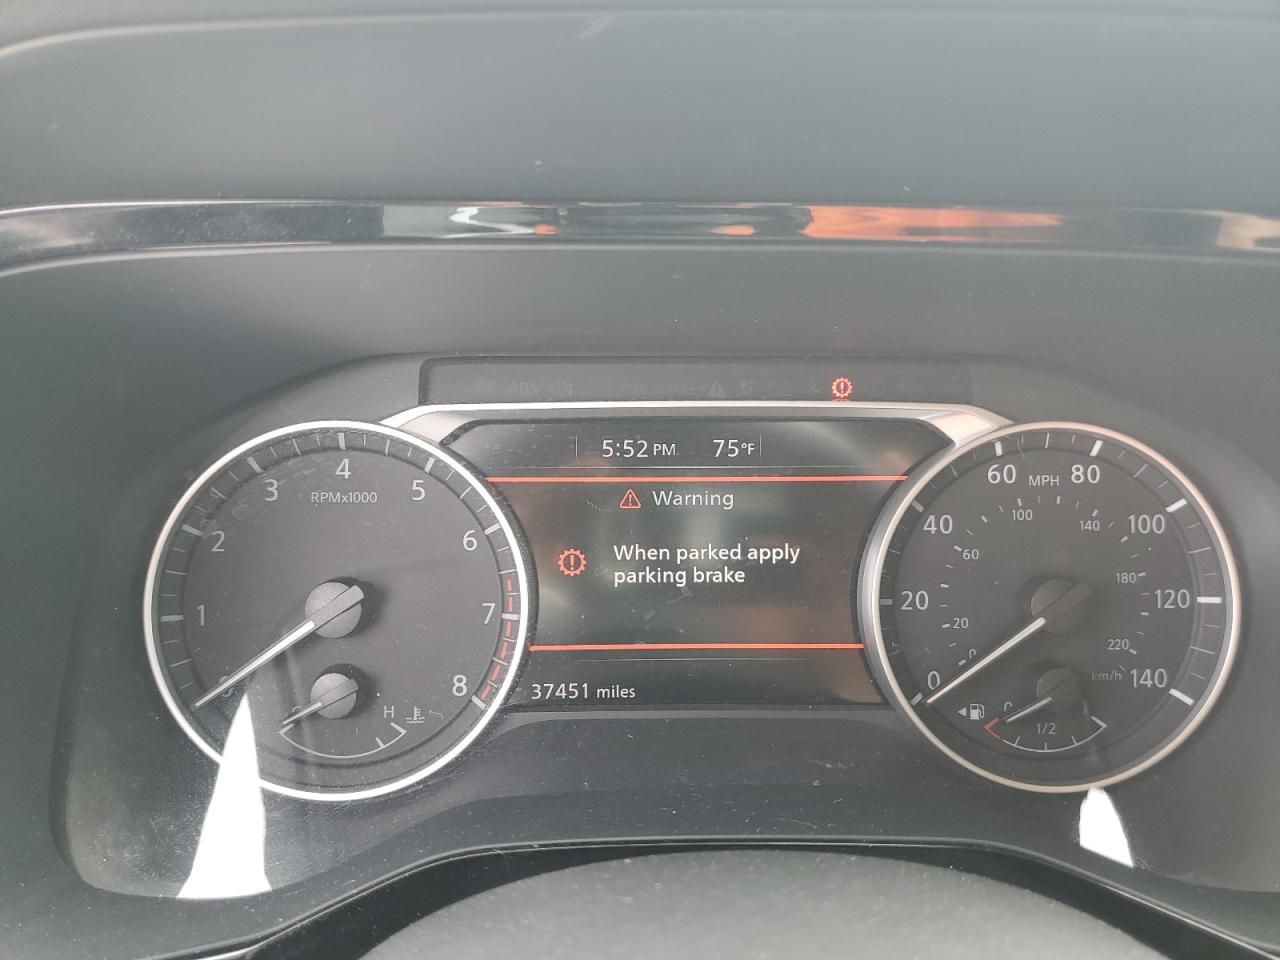 ABS
5:52 PM 75°F
Warning
When parked apply
parking brake
37451 miles
0
1
2
3
4
5
6
7
8
RPMx1000
H
0
20
40
60
MPH
80
100
120
140
0
20
60
100
140
180
220
km/h
1/2